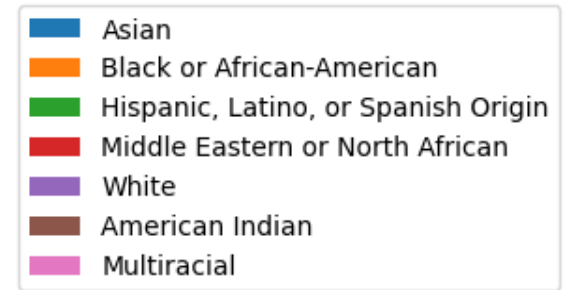 Asian
Black or African-American
Hispanic, Latino, or Spanish Origin
Middle Eastern or North African
White
American Indian
Multiracial